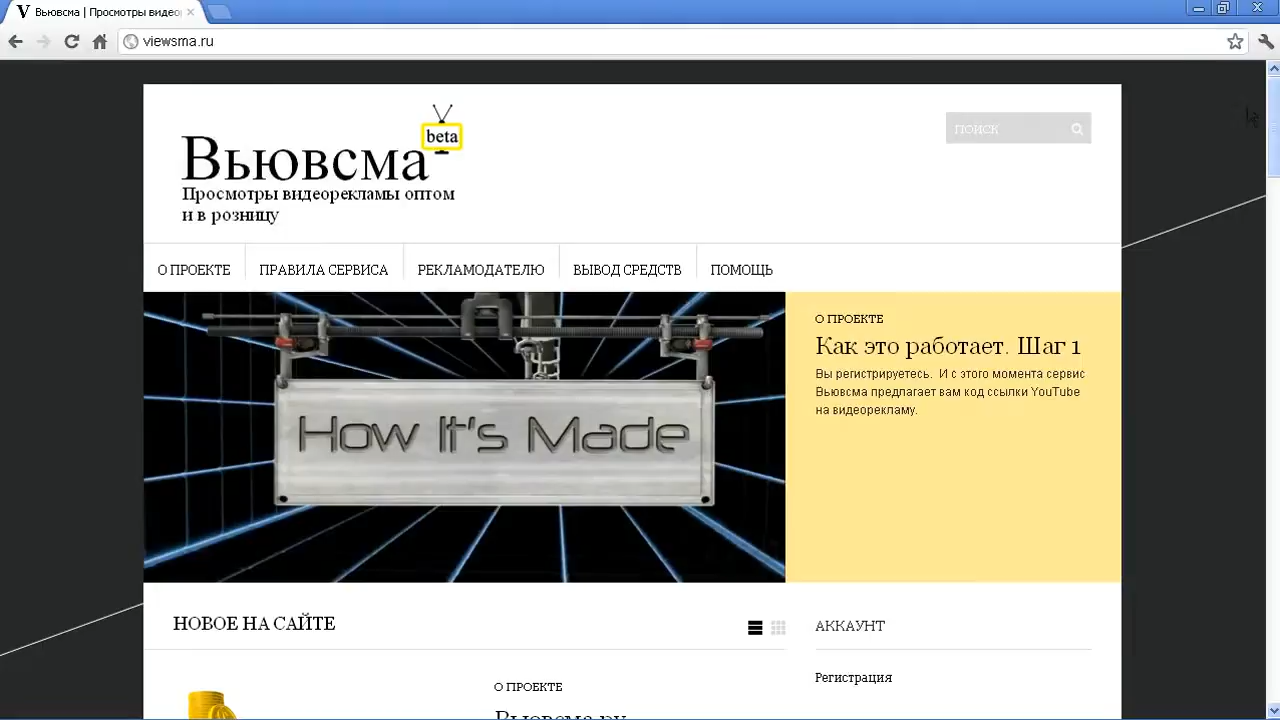 Вьювсма | Просмотры видео
viewsma.ru
beta
Вьювсма
Просмотры видеорекламы оптом
и в розницу
ПОИСК
О ПРОЕКТЕ
ПРАВИЛА СЕРВИСА
РЕКЛАМОДАТЕЛЮ
ВЫВОД СРЕДСТВ
ПОМОЩЬ
How It's Made
О ПРОЕКТЕ
Как это работает. Шаг 1
Вы регистрируетесь. И с этого момента сервис
Вьювсма предлагает вам код ссылки YouTube
на видеорекламу.
НОВОЕ НА САЙТЕ
АККАУНТ
Регистрация
О ПРОЕКТЕ
Вьювсма.ру